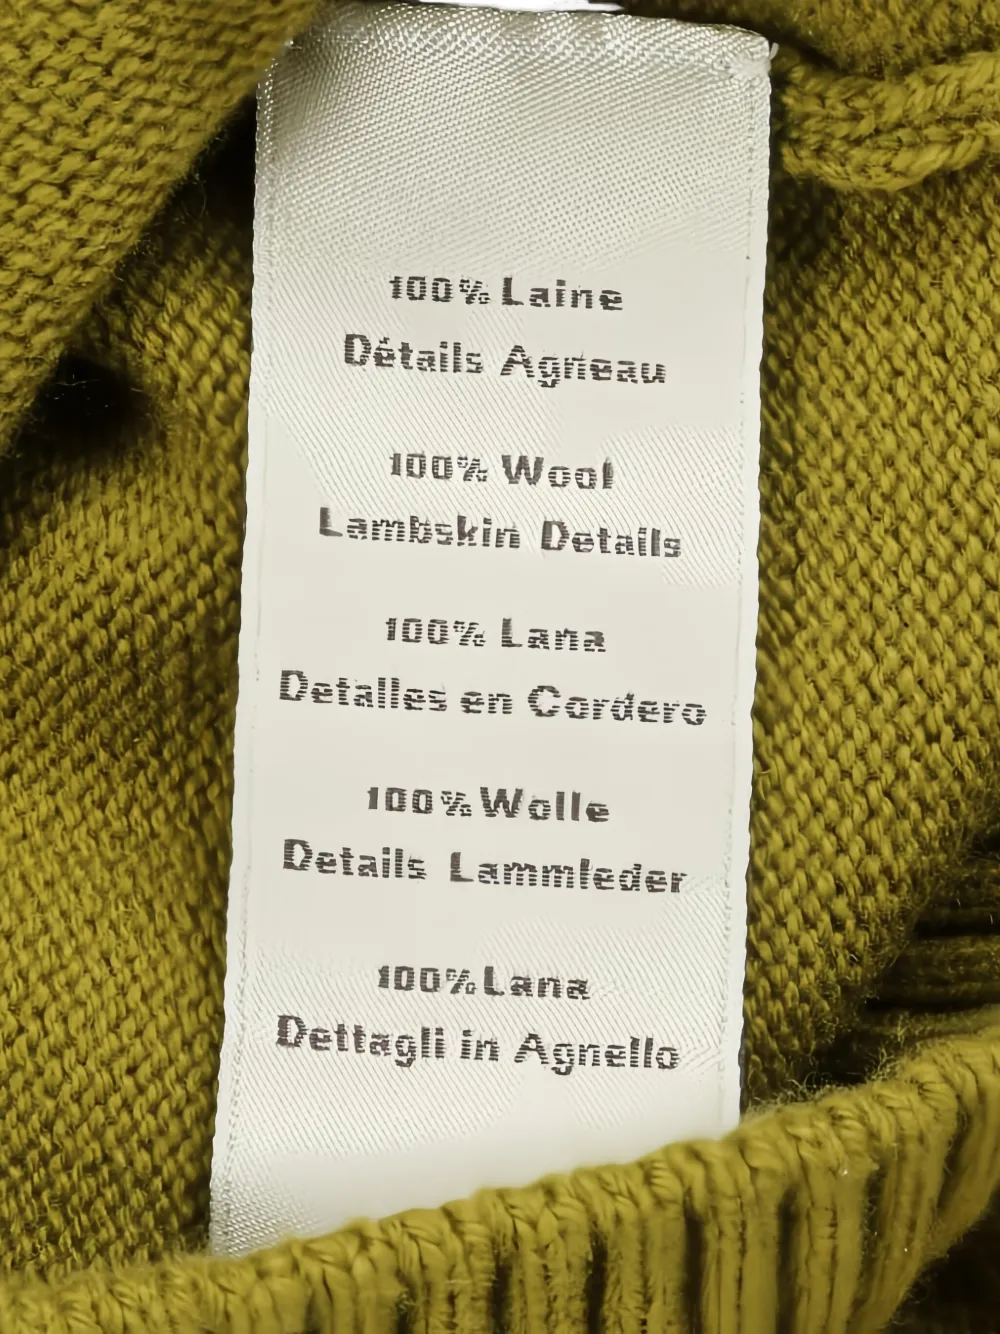 100% Laine
Détails Agneau
100% Wool
Lambskin Details
100% Lana
Detalles en Cordero
100% Wolle
Details Lammleder
100% Lana
Dettagli in Agnello